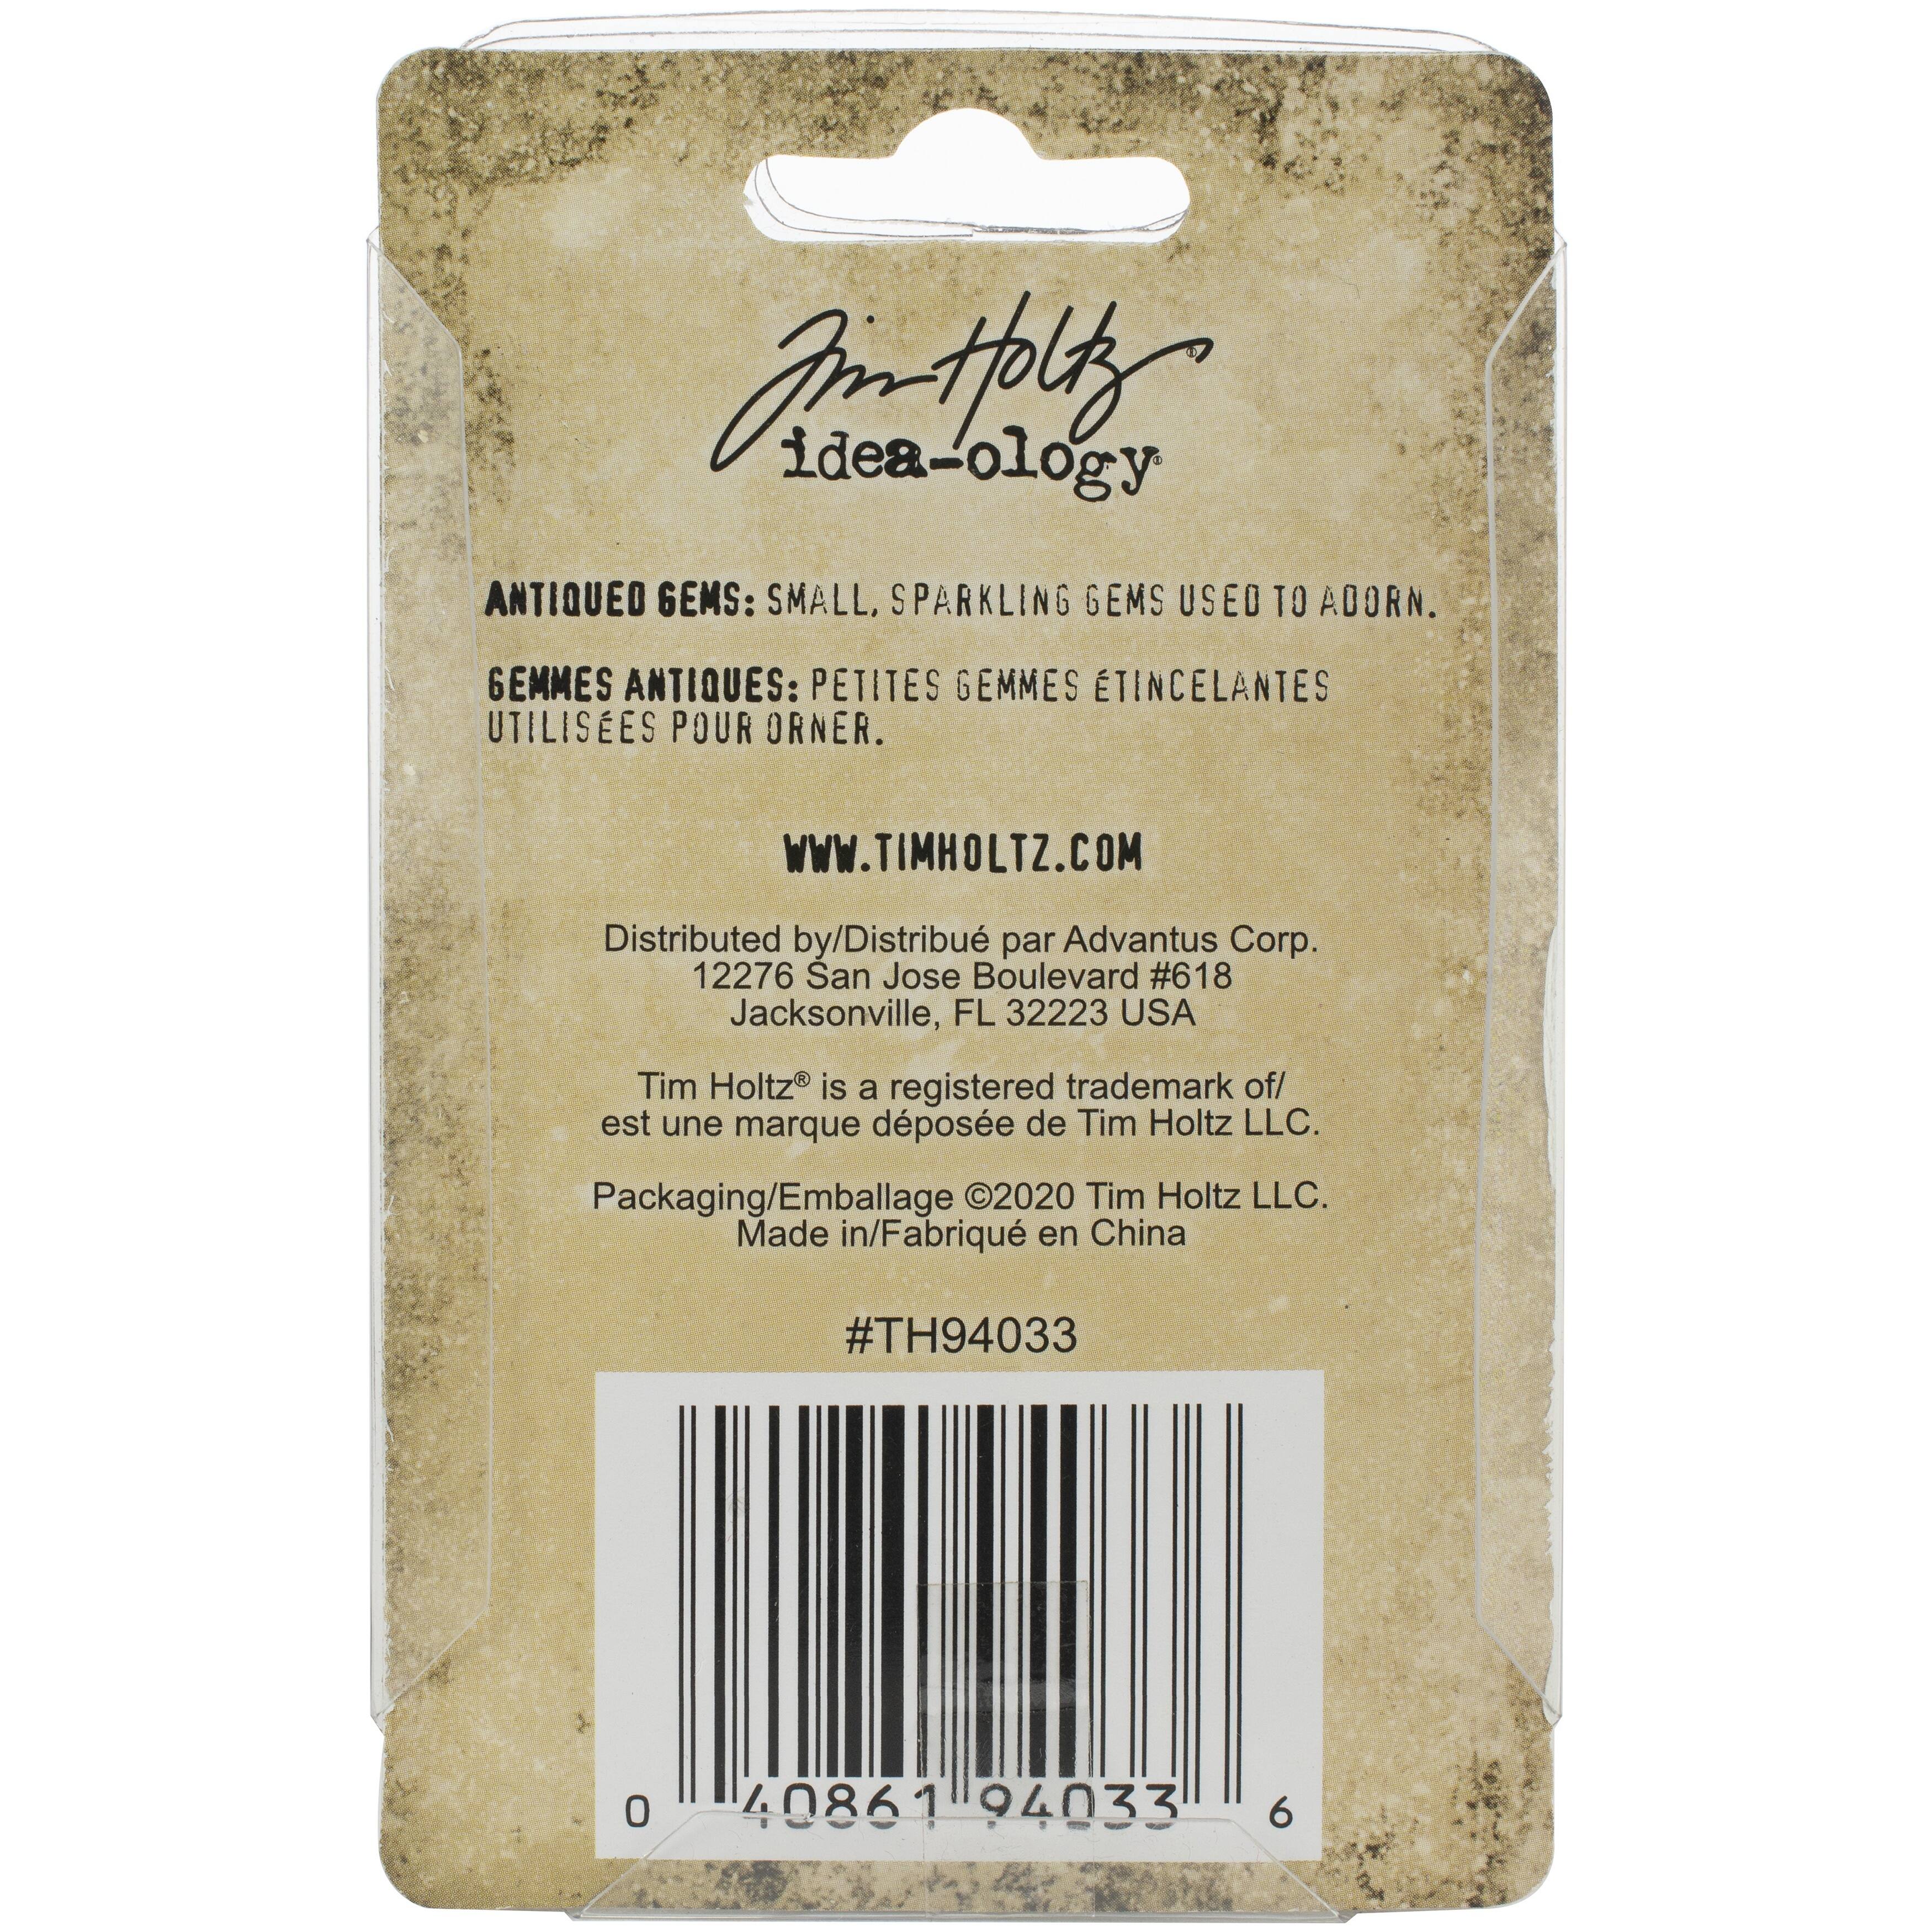 Tim Holtz®
idea-ology®
ANTIQUED GEMS: SMALL, SPARKLING GEMS USED TO ADORN.
GEMMES ANTIQUES: PETITES GEMMES ÉTINCELANTES
UTILISÉES POUR ORNER.
WWW.TIMHOLTZ.COM
Distributed by/Distribué par Advantus Corp.
12276 San Jose Boulevard #618
Jacksonville, FL 32223 USA
Tim Holtz® is a registered trademark of/
est une marque déposée de Tim Holtz LLC.
Packaging/Emballage ©2020 Tim Holtz LLC.
Made in/Fabriqué en China
#TH94033
0 40861 94033 6